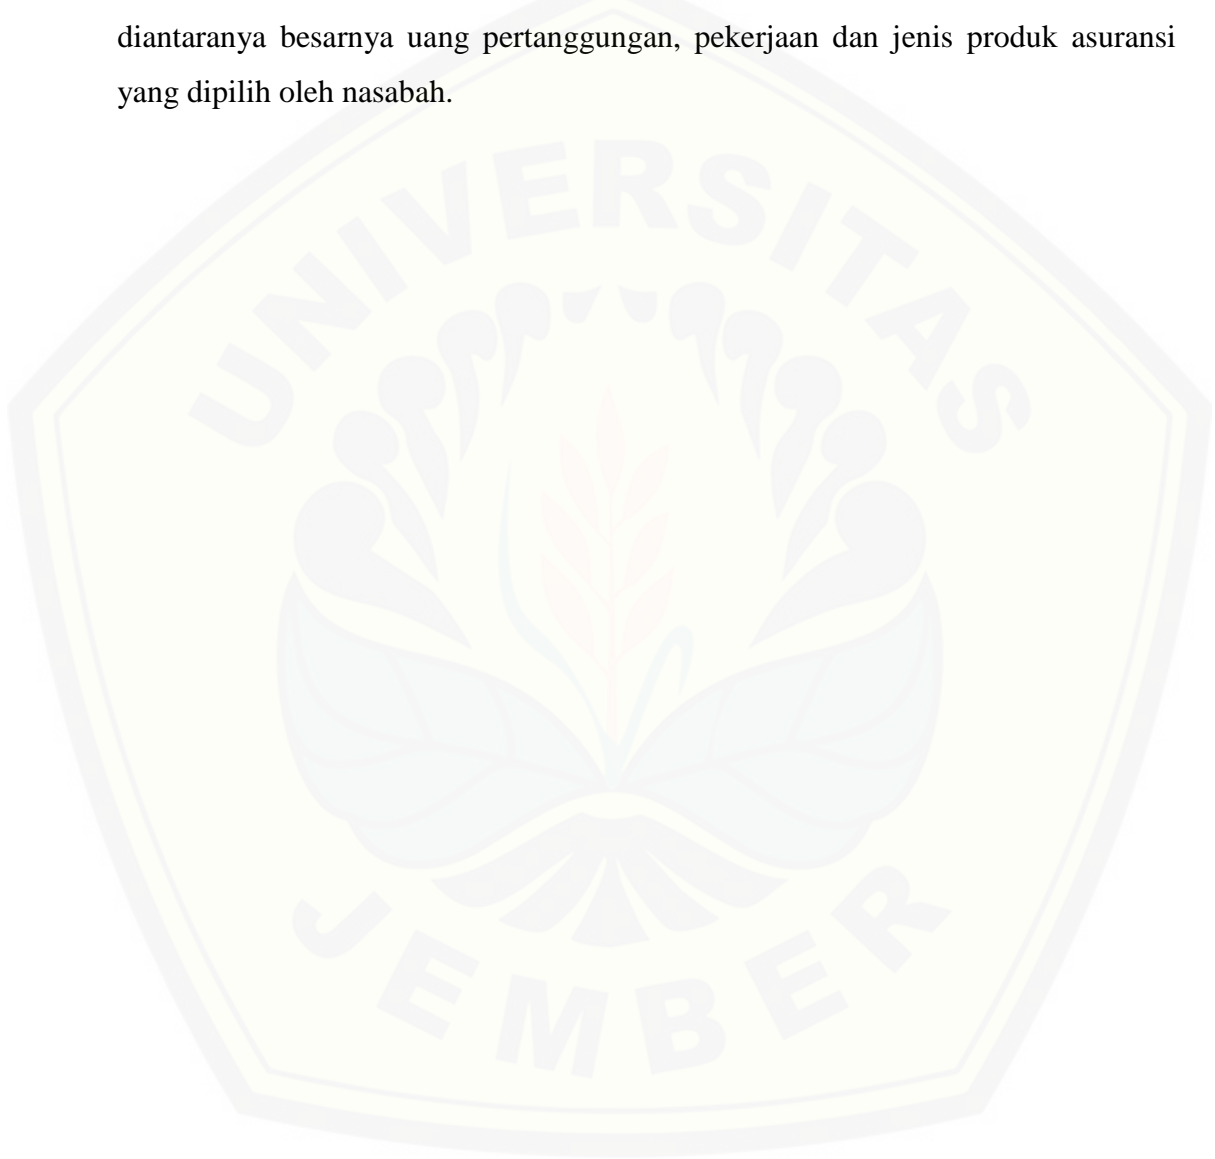 diantaranya besarnya uang pertanggungan, pekerjaan dan jenis produk asuransi
yang dipilih oleh nasabah.
UNIVERSITAS
JEMBER